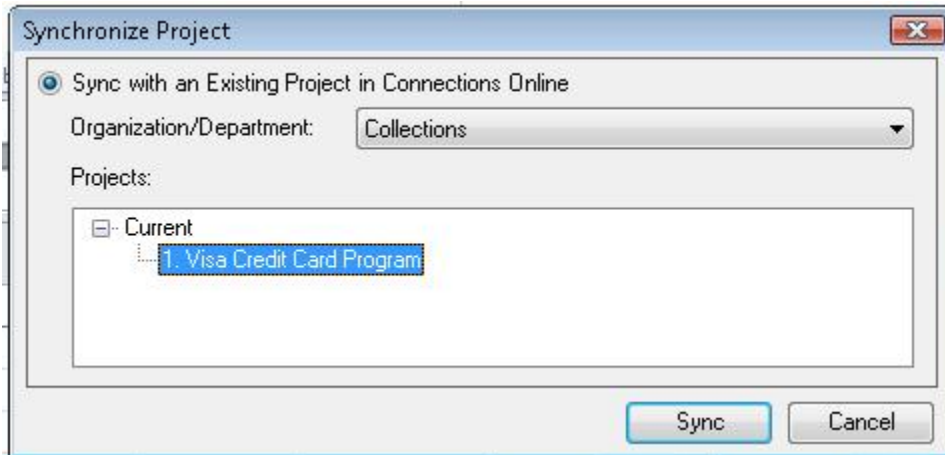 Synchronize Project
Sync with an Existing Project in Connections Online
Organization/Department: Collections
Projects:
Current
1. Visa Credit Card Program
Sync Cancel